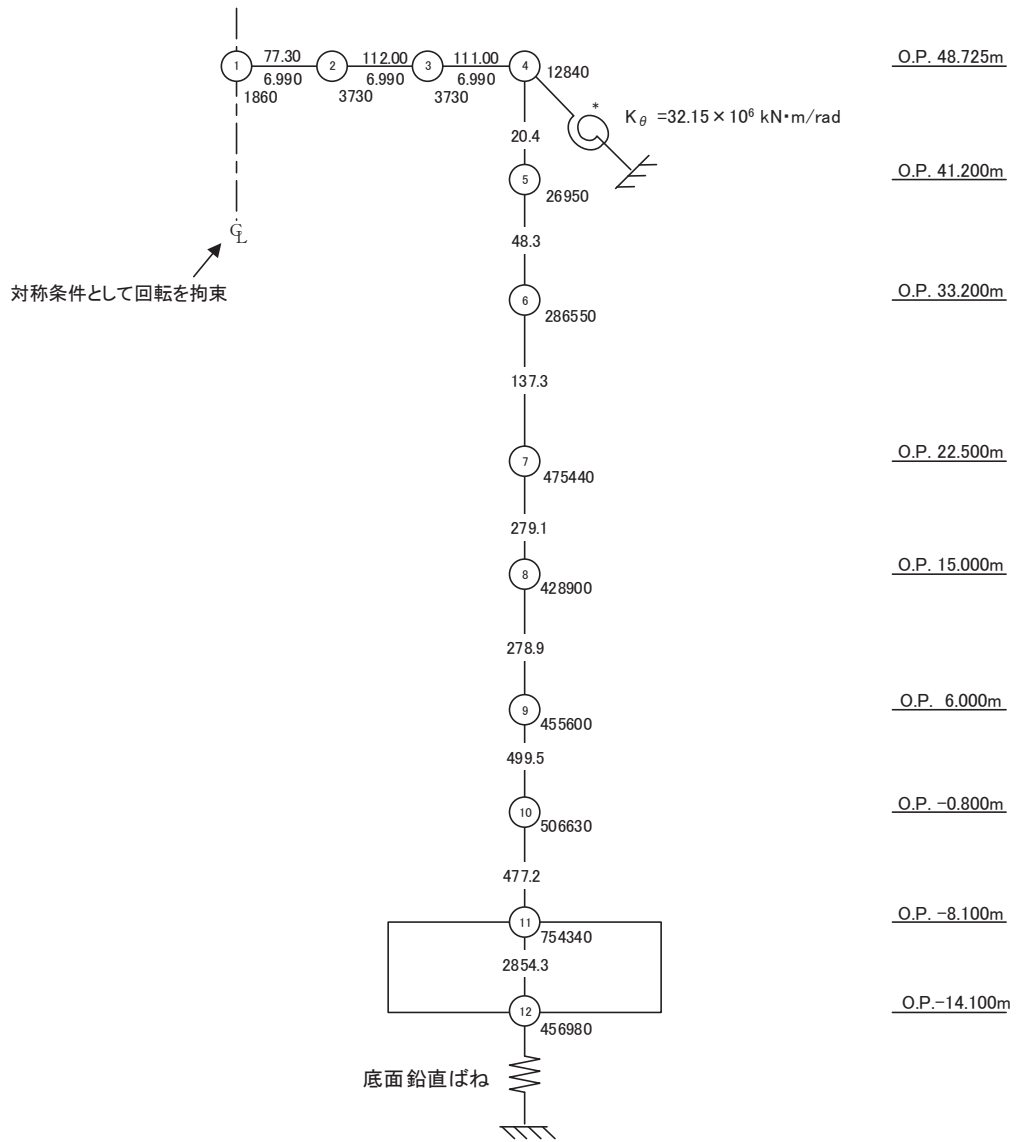 1 77.30 2 112.00 3 111.00 4 12840 O.P. 48.725m
6.990 6.990 6.990
1860 3730 3730
* Kθ =32.15×10⁶ kN・m/rad
20.4
5 26950 O.P. 41.200m
48.3
℄
対称条件として回転を拘束
6 286550 O.P. 33.200m
137.3
7 475440 O.P. 22.500m
279.1
8 428900 O.P. 15.000m
278.9
9 455600 O.P. 6.000m
499.5
10 506630 O.P. -0.800m
477.2
11 754340 O.P. -8.100m
2854.3
12 456980 O.P.-14.100m
底面鉛直ばね